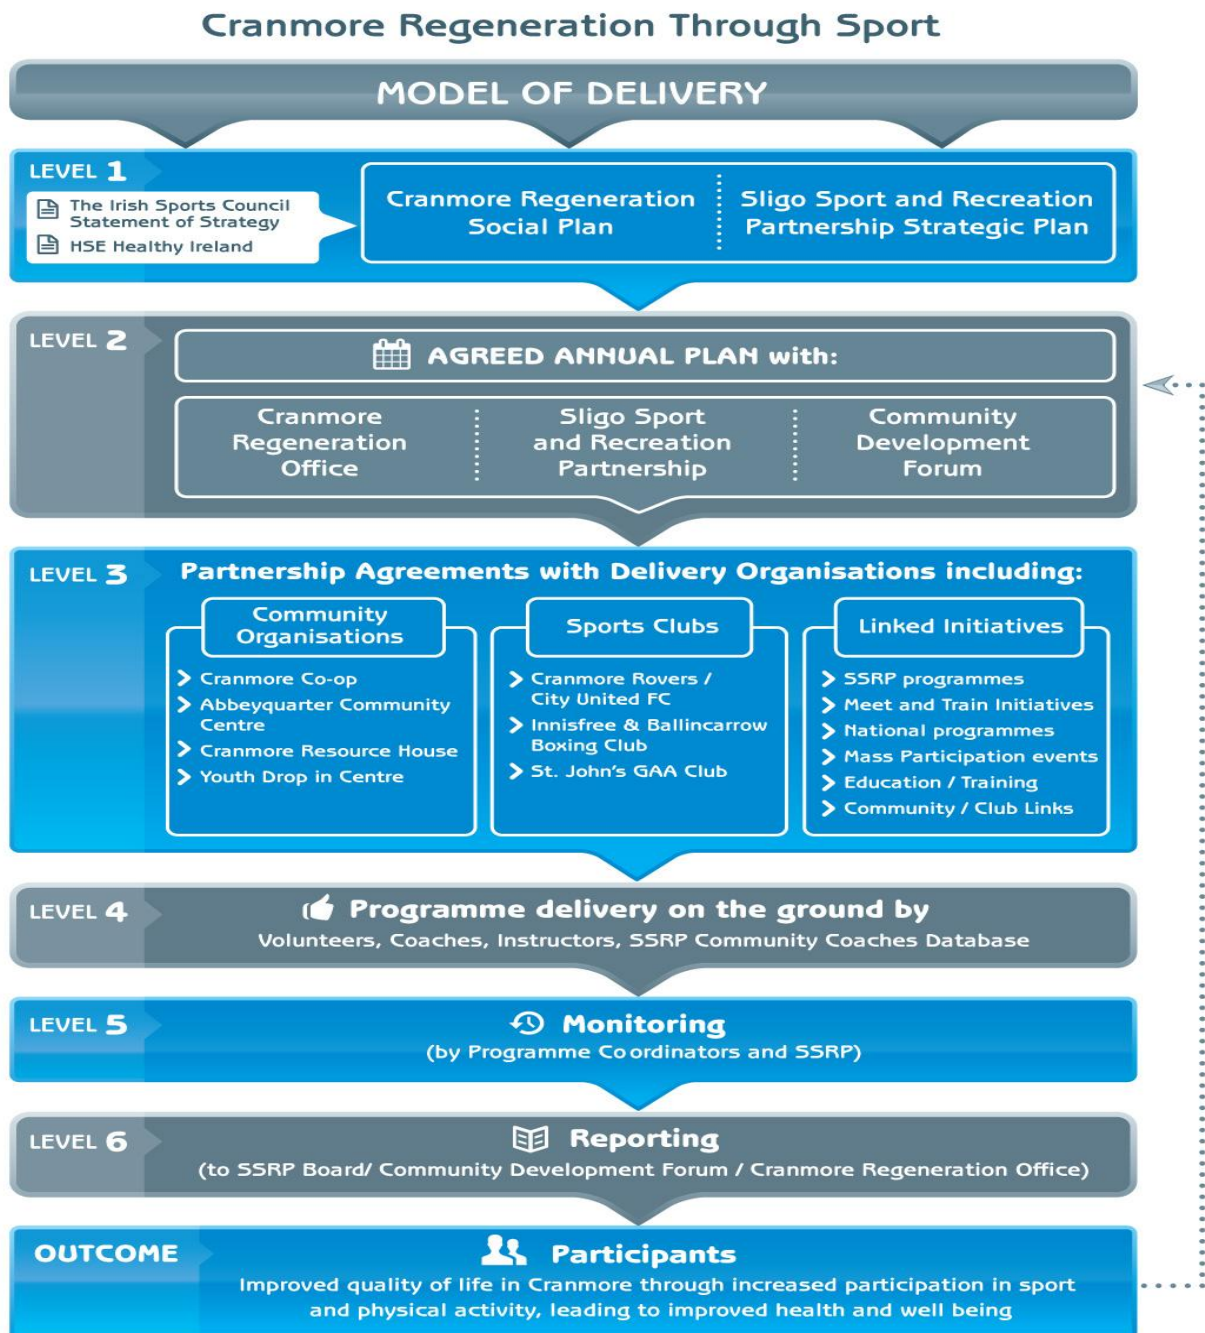 Cranmore Regeneration Through Sport
MODEL OF DELIVERY
LEVEL 1
The Irish Sports Council
Statement of Strategy
HSE Healthy Ireland
Cranmore Regeneration
Social Plan
Sligo Sport and Recreation
Partnership Strategic Plan
LEVEL 2
AGREED ANNUAL PLAN with:
Cranmore
Regeneration
Office
Sligo Sport
and Recreation
Partnership
Community
Development
Forum
LEVEL 3
Partnership Agreements with Delivery Organisations including:
Community
Organisations
Cranmore Co-op
Abbeyquarter Community
Centre
Cranmore Resource House
Youth Drop in Centre
Sports Clubs
Cranmore Rovers /
City United FC
Innisfree & Ballincarrow
Boxing Club
St. John's GAA Club
Linked Initiatives
SSRP programmes
Meet and Train Initiatives
National programmes
Mass Participation events
Education / Training
Community / Club Links
LEVEL 4
Programme delivery on the ground by
Volunteers, Coaches, Instructors, SSRP Community Coaches Database
LEVEL 5
Monitoring
(by Programme Coordinators and SSRP)
LEVEL 6
Reporting
(to SSRP Board/ Community Development Forum / Cranmore Regeneration Office)
OUTCOME
Participants
Improved quality of life in Cranmore through increased participation in sport
and physical activity, leading to improved health and well being